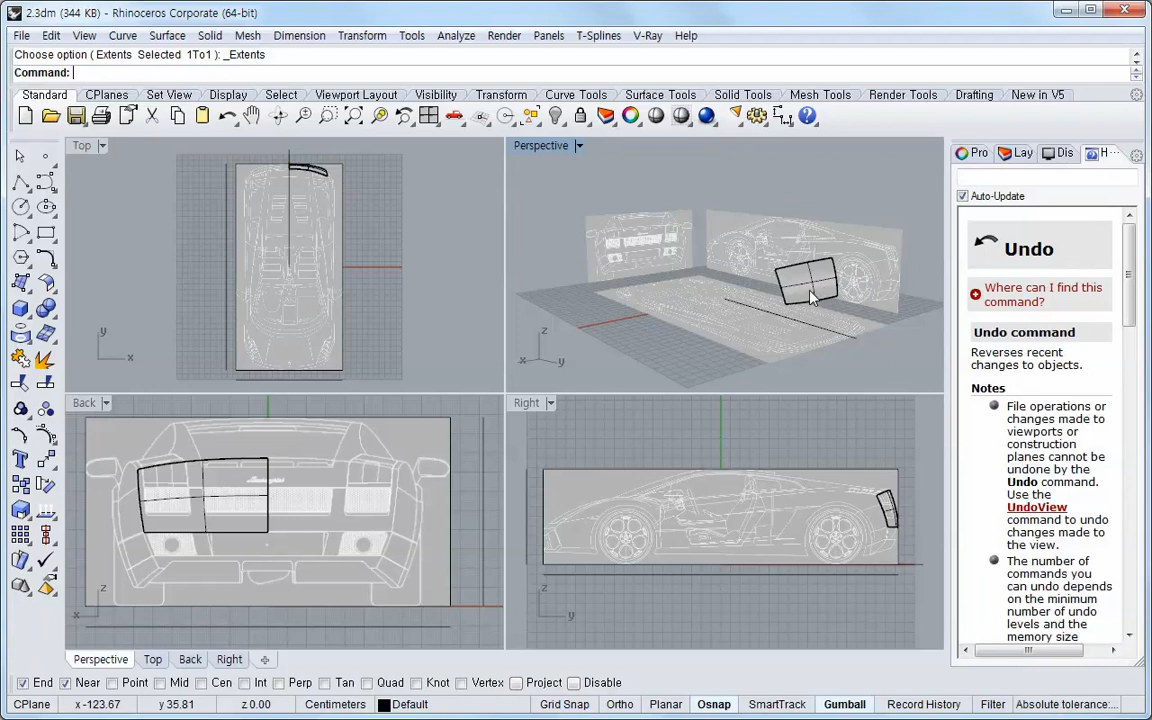 2.3dm (344 KB) - Rhinoceros Corporate (64-bit)
File Edit View Curve Surface Solid Mesh Dimension Transform Tools Analyze Render Panels T-Splines V-Ray Help
Choose option ( Extents Selected 1To1 ): _Extents
Command:
Standard CPlanes Set View Display Select Viewport Layout Visibility Transform Curve Tools Surface Tools Solid Tools Mesh Tools Render Tools Drafting New in V5
Top
y
x
Perspective
z
x
y
Pro Lay Dis H
Auto-Update
Undo
Where can I find this
command?
Undo command
Reverses recent
changes to objects.
Notes
File operations or
changes made to
viewports or
construction
planes cannot be
undone by the
Undo command.
Use the
UndoView
command to undo
changes made to
the view.
The number of
commands you
can undo depends
on the minimum
number of undo
levels and the
memory size
Back
z
x
Right
z
y
Perspective Top Back Right
End Near Point Mid Cen Int Perp Tan Quad Knot Vertex Project Disable
CPlane x -123.67 y 35.81 z 0.00 Centimeters Default Grid Snap Ortho Planar Osnap SmartTrack Gumball Record History Filter Absolute tolerance:...